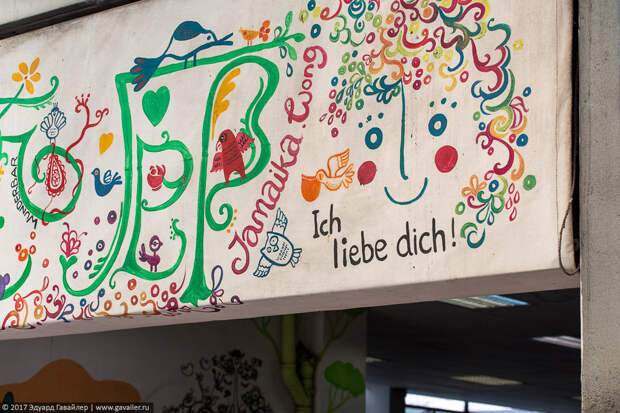 WUNDERBAR
Jamaika. Wong
Ich
liebe dich!
© 2017 Эдуард Гавайлер // www.gavailer.ru